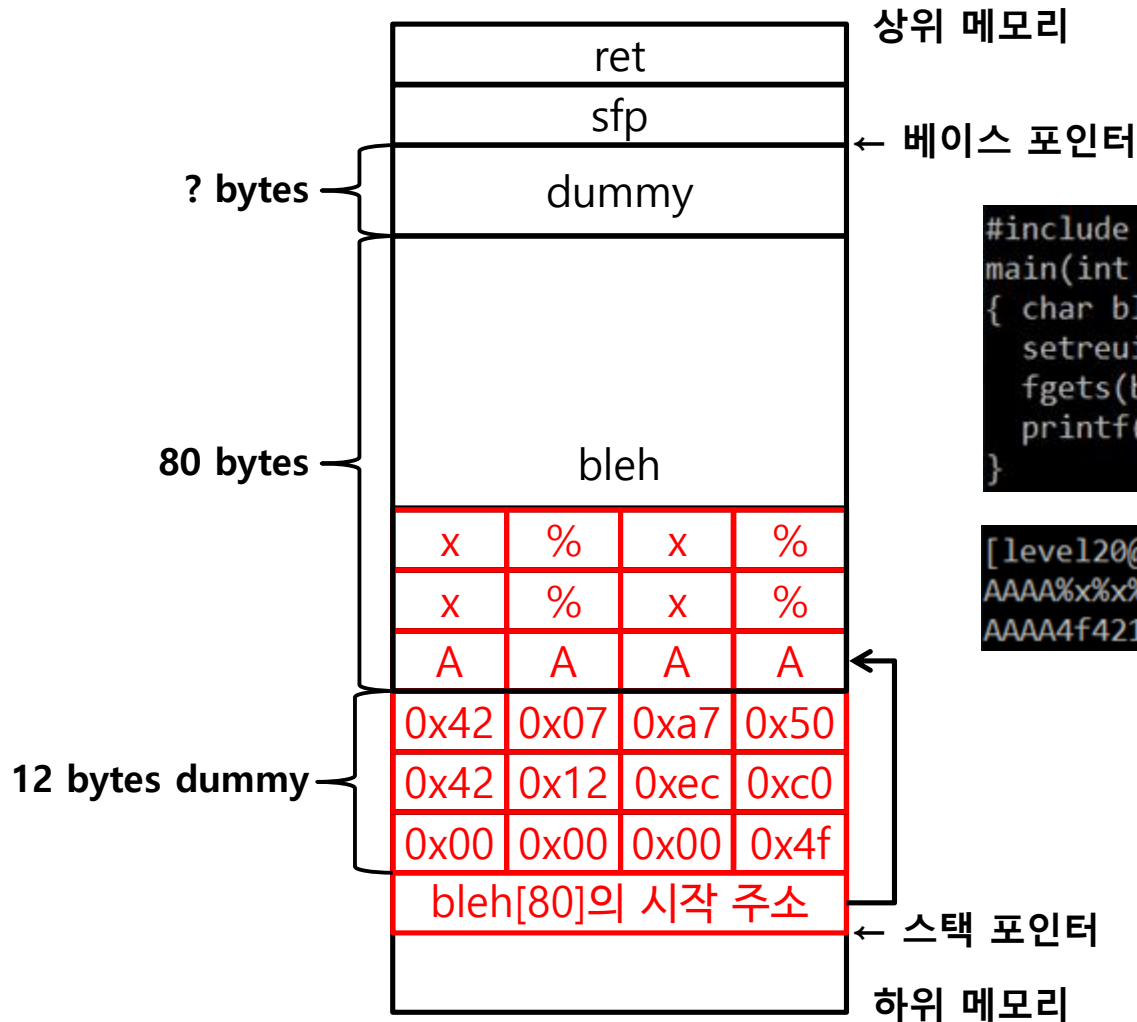 상위 메모리
ret
sfp
← 베이스 포인터
? bytes
dummy
#include
main(int
{ char bl
setreui
fgets(b
printf(
}
80 bytes
bleh
x % x %
x % x %
A A A A
[level20@
AAAA%x%x%
AAAA4f421
0x42 0x07 0xa7 0x50
12 bytes dummy
0x42 0x12 0xec 0xc0
0x00 0x00 0x00 0x4f
bleh[80]의 시작 주소
← 스택 포인터
하위 메모리